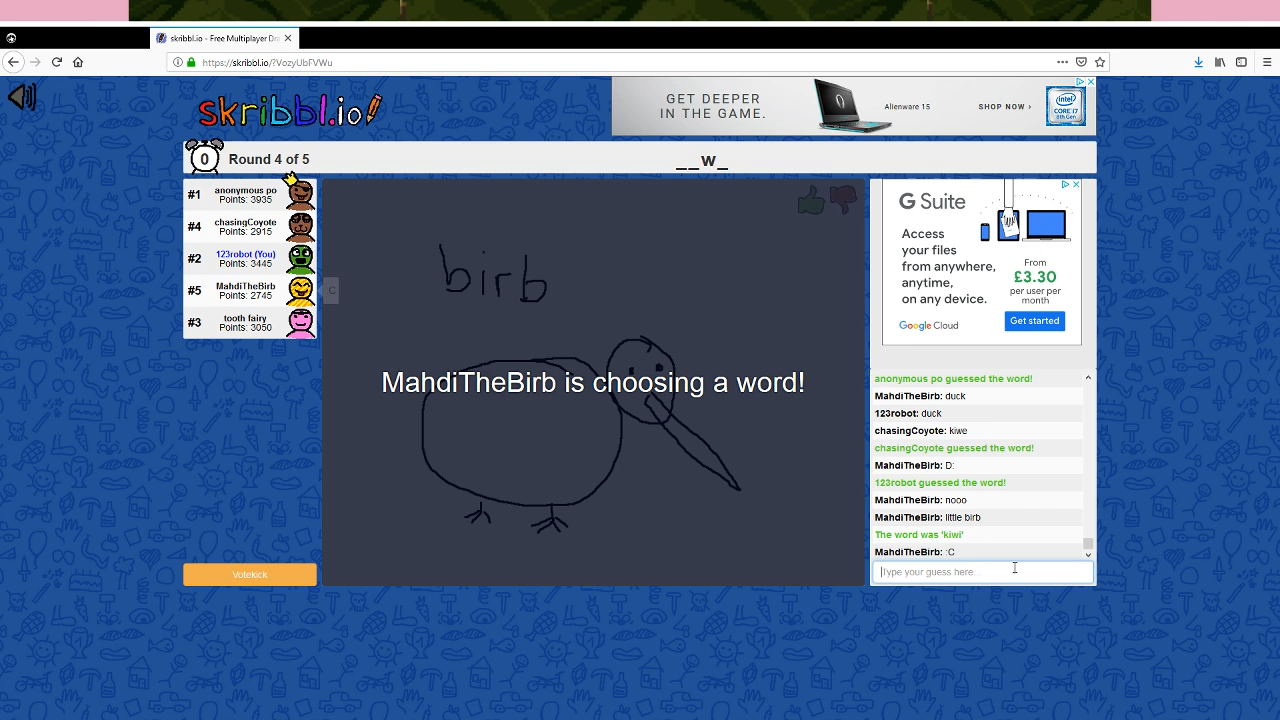 skribbl.io - Free Multiplayer Dr
https://skribbl.io/?VozyUbFVWu
skribbl.io
GET DEEPER
IN THE GAME.
Alienware 15
SHOP NOW ›
intel
CORE i7
8th Gen
0
Round 4 of 5
__w_
#1
anonymous po
Points: 3935
#4
chasingCoyote
Points: 2915
#2
123robot (You)
Points: 3445
#5
MahdiTheBirb
Points: 2745
:C
#3
tooth fairy
Points: 3050
Votekick
birb
MahdiTheBirb is choosing a word!
G Suite
Access
your files
from anywhere,
anytime,
on any device.
From
£3.30
per user per
month
Google Cloud
Get started
anonymous po guessed the word!
MahdiTheBirb: duck
123robot: duck
chasingCoyote: kiwe
chasingCoyote guessed the word!
MahdiTheBirb: D:
123robot guessed the word!
MahdiTheBirb: nooo
MahdiTheBirb: little birb
The word was 'kiwi'
MahdiTheBirb: :C
Type your guess here...